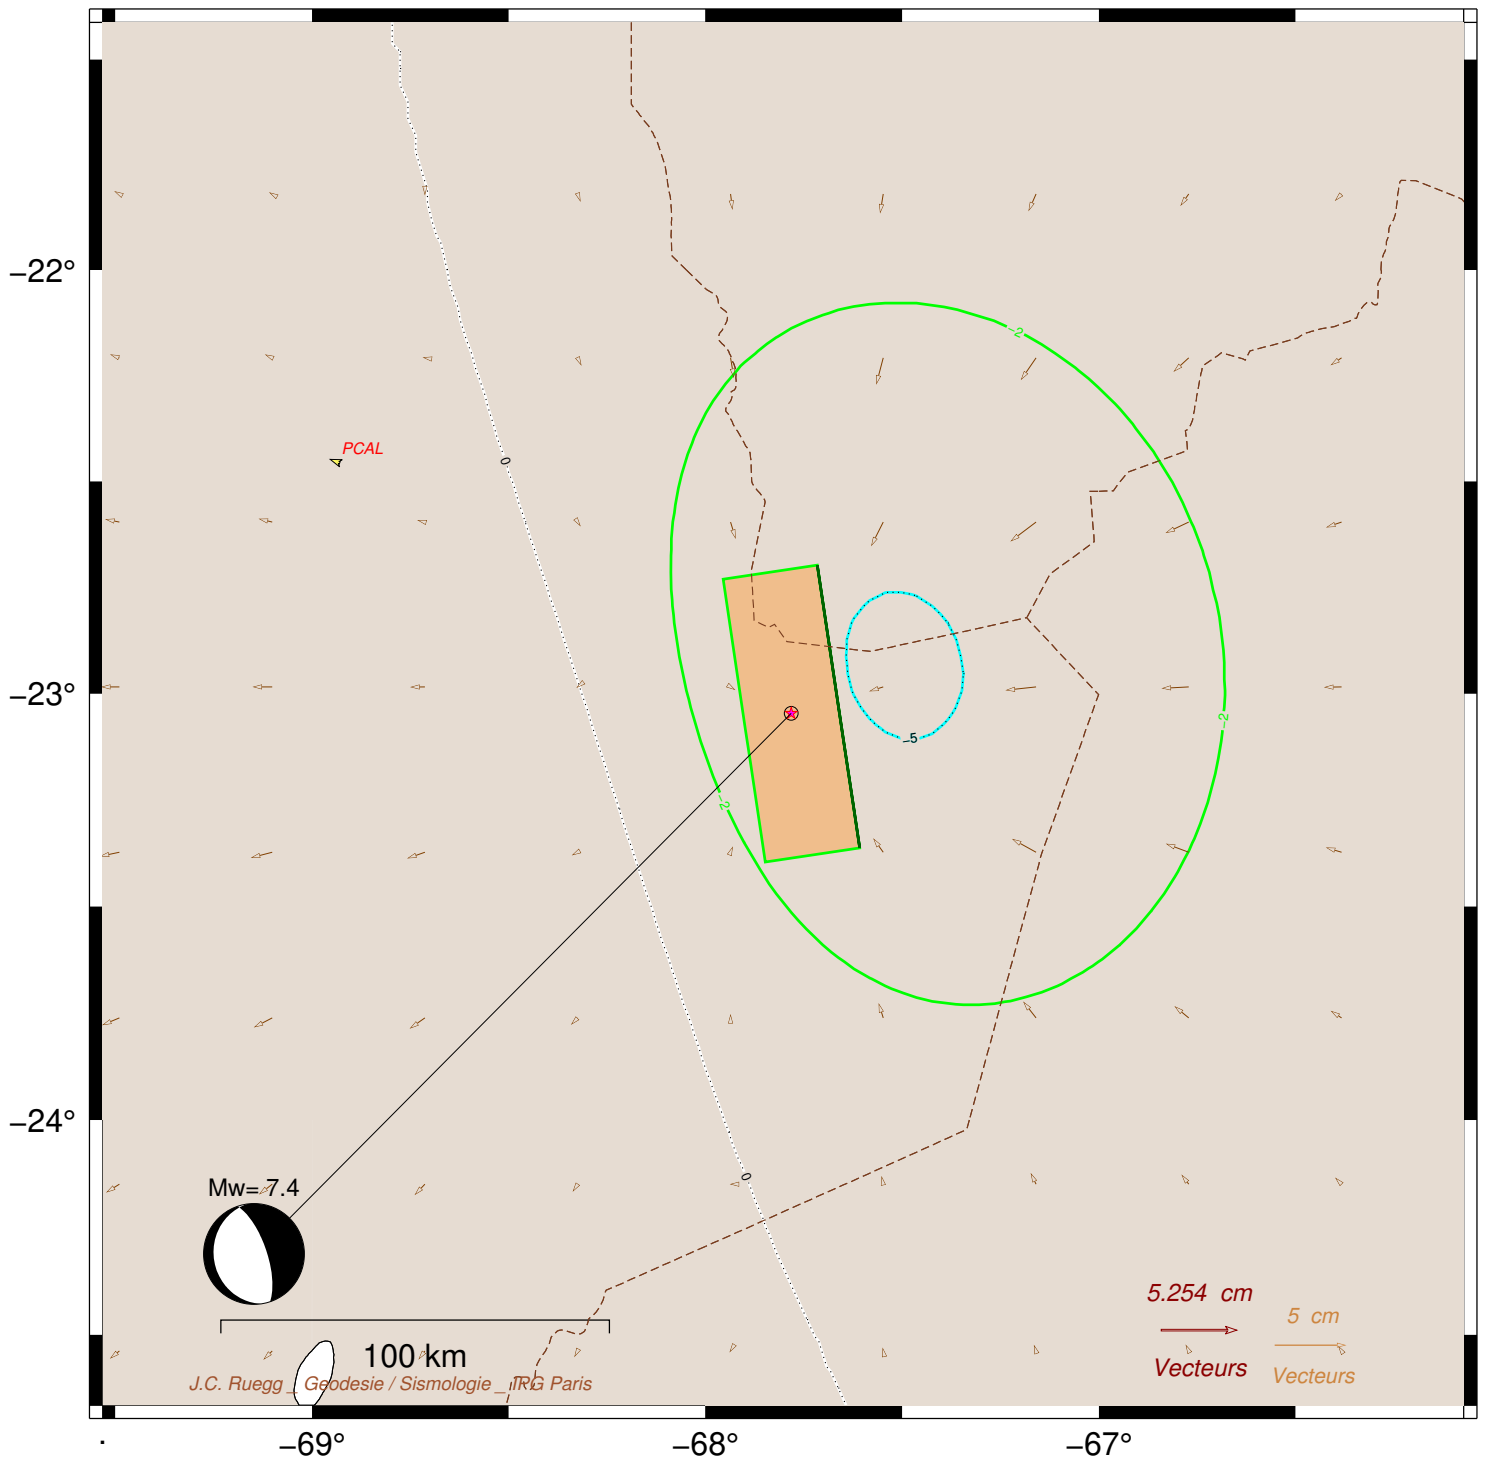 −2
−22°
PCAL
0
−23°
−2
−5
−2
−24°
0
Mw= 7.4
5.254 cm
5 cm
100 km
Vecteurs
Vecteurs
J.C. Ruegg _ Geodesie / Sismologie _ IPG Paris
−69°
−68°
−67°